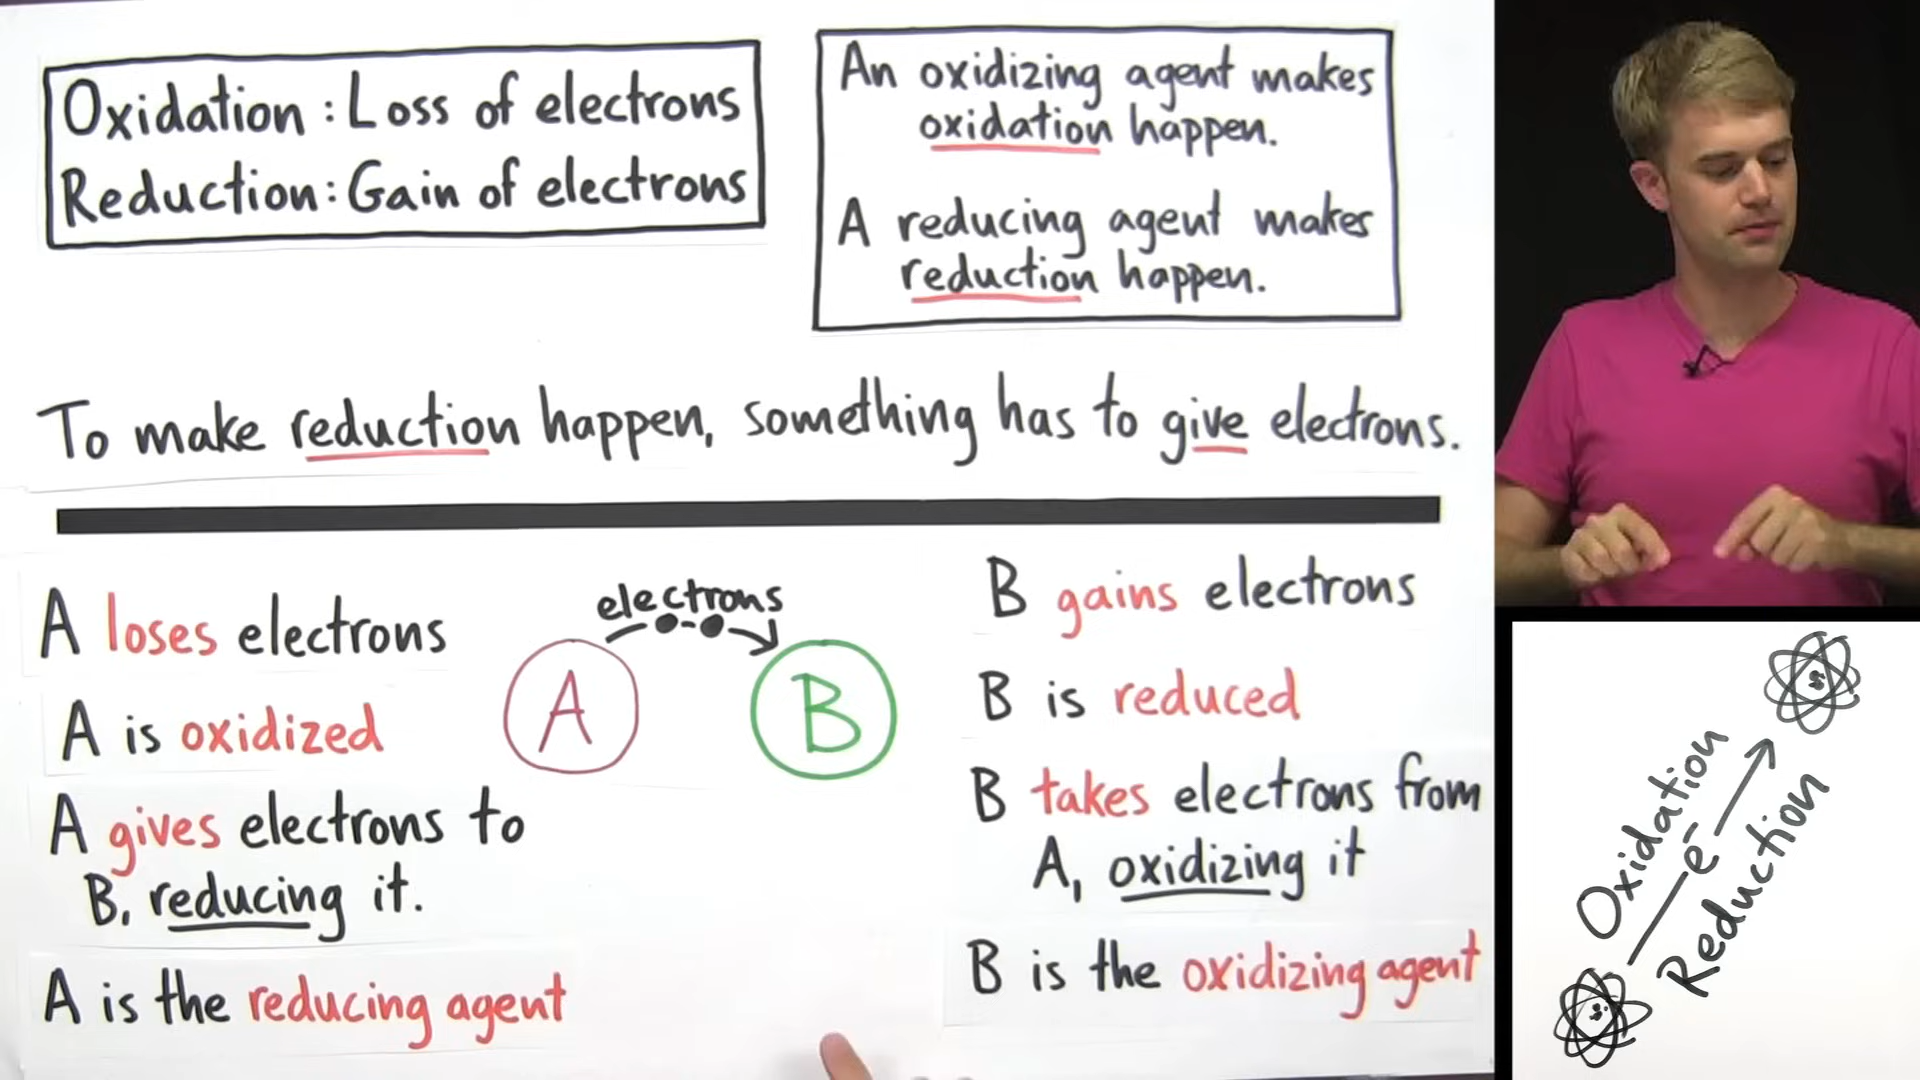 Oxidation: Loss of electrons
Reduction: Gain of electrons
An oxidizing agent makes
oxidation happen.
A reducing agent makes
reduction happen.
To make reduction happen, something has to give electrons.
A loses electrons
A is oxidized
A gives electrons to
B, reducing it.
A is the reducing agent
electrons
A
B
B gains electrons
B is reduced
B takes electrons from
A, oxidizing it
B is the oxidizing agent
Oxidation
e-
Reduction